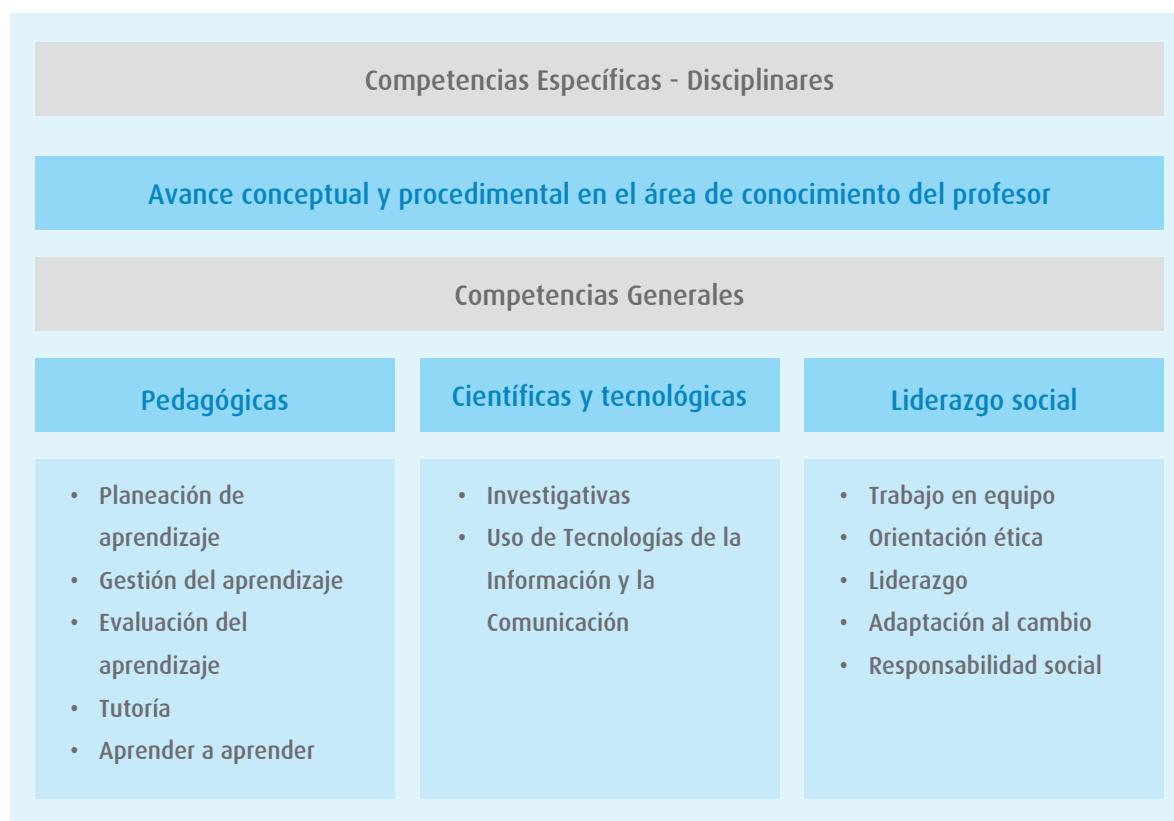 Competencias Específicas - Disciplinares
Avance conceptual y procedimental en el área de conocimiento del profesor
Competencias Generales
Pedagógicas
• Planeación de
aprendizaje
• Gestión del aprendizaje
• Evaluación del
aprendizaje
• Tutoría
• Aprender a aprender
Científicas y tecnológicas
• Investigativas
• Uso de Tecnologías de la
Información y la
Comunicación
Liderazgo social
• Trabajo en equipo
• Orientación ética
• Liderazgo
• Adaptación al cambio
• Responsabilidad social